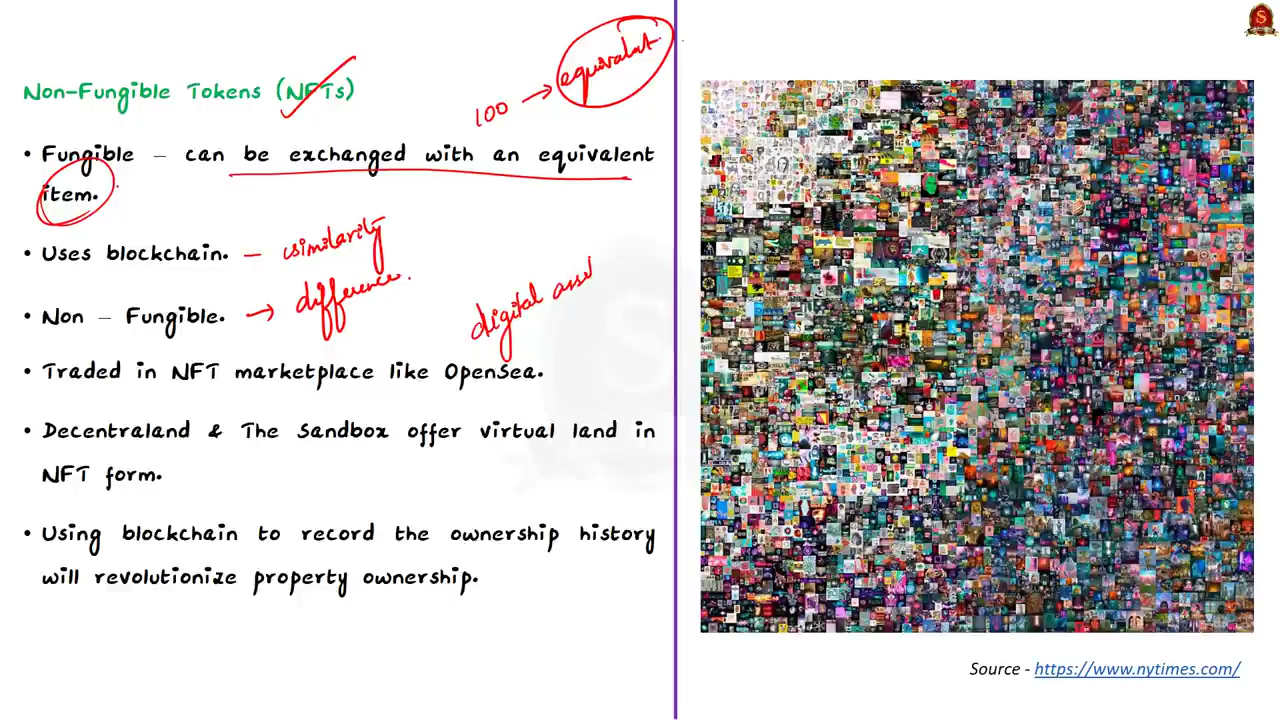 Non-Fungible Tokens (NFTs)
100 → equivalat
• Fungible – can be exchanged with an equivalent
item.
• Uses blockchain. – similarity
• Non – Fungible. → difference.
digital asset
• Traded in NFT marketplace like OpenSea.
• Decentraland & The Sandbox offer virtual land in
NFT form.
• Using blockchain to record the ownership history
will revolutionize property ownership.
Source - https://www.nytimes.com/